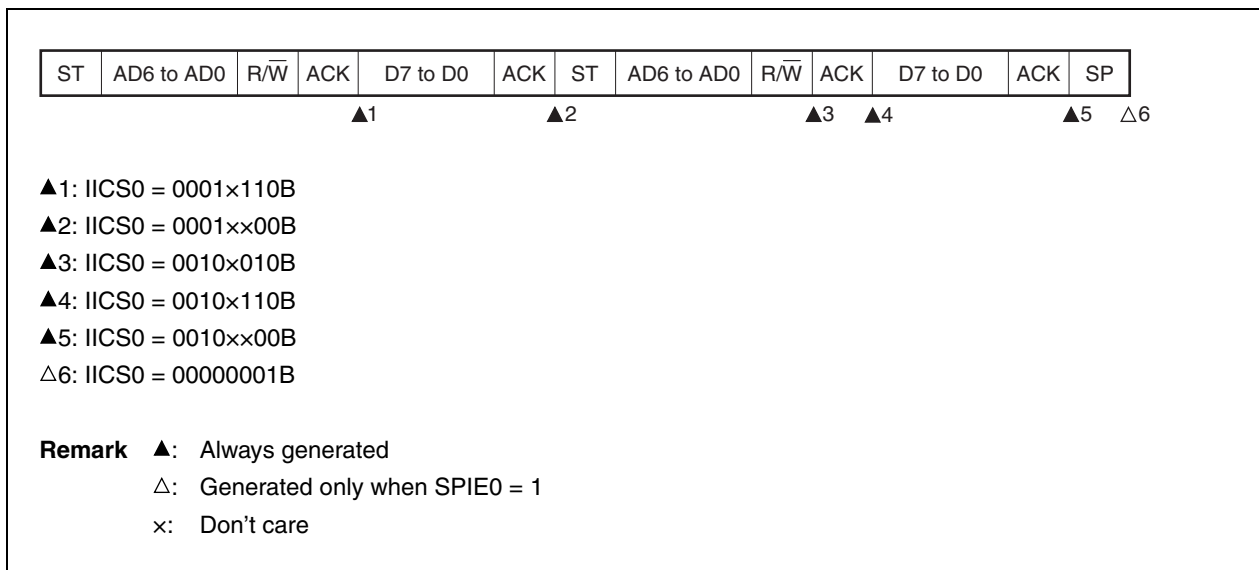 ST AD6 to AD0 R/W̅ ACK D7 to D0 ACK ST AD6 to AD0 R/W̅ ACK D7 to D0 ACK SP
▲1 ▲2 ▲3 ▲4 ▲5 △6
▲1: IICS0 = 0001×110B
▲2: IICS0 = 0001××00B
▲3: IICS0 = 0010×010B
▲4: IICS0 = 0010×110B
▲5: IICS0 = 0010××00B
△6: IICS0 = 00000001B
Remark ▲: Always generated
△: Generated only when SPIE0 = 1
×: Don't care